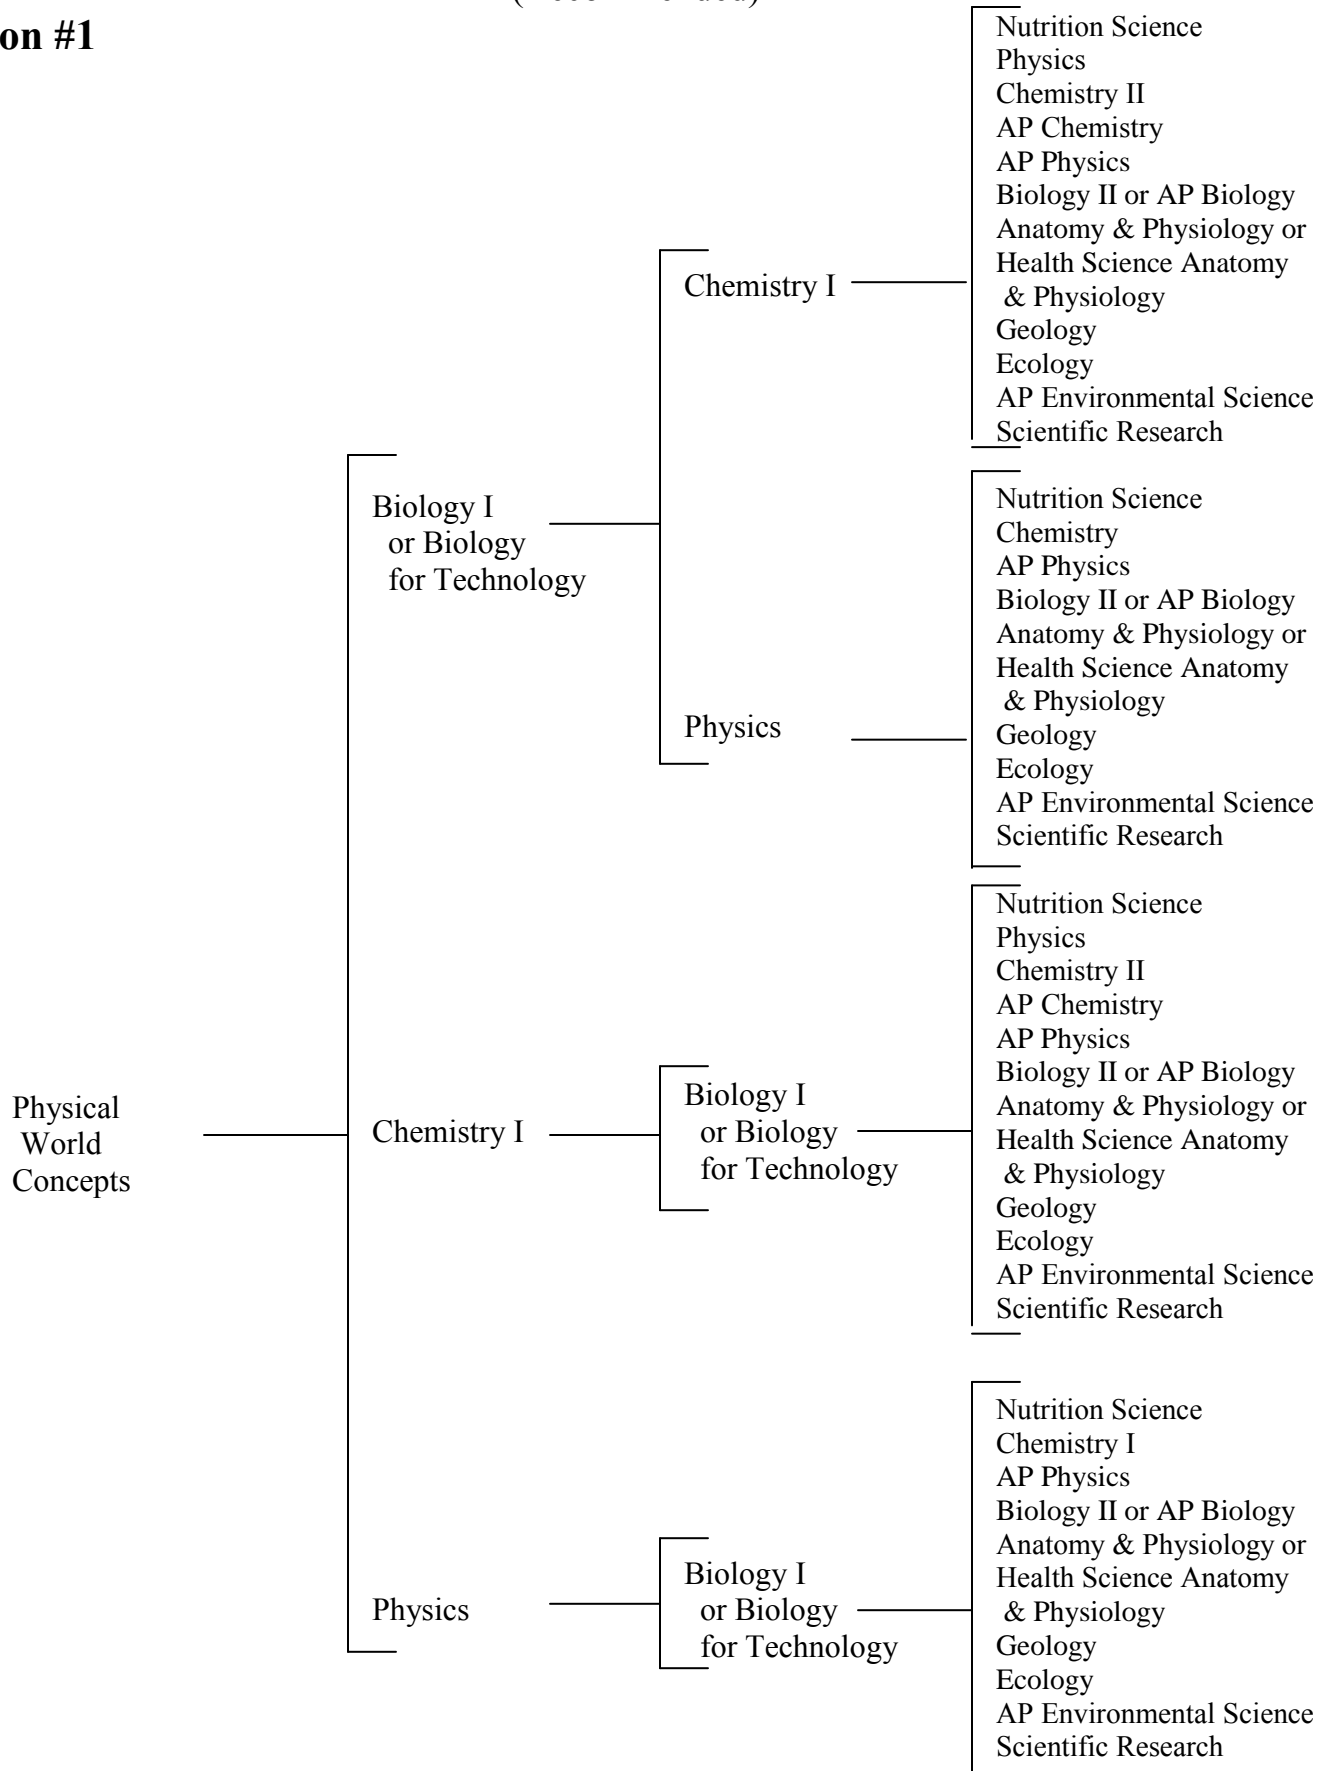 on #1
Nutrition Science
Physics
Chemistry II
AP Chemistry
AP Physics
Biology II or AP Biology
Anatomy & Physiology or
Health Science Anatomy
& Physiology
Geology
Ecology
AP Environmental Science
Scientific Research
Chemistry I
Biology I
or Biology
for Technology
Nutrition Science
Chemistry
AP Physics
Biology II or AP Biology
Anatomy & Physiology or
Health Science Anatomy
& Physiology
Geology
Ecology
AP Environmental Science
Scientific Research
Physics
Nutrition Science
Physics
Chemistry II
AP Chemistry
AP Physics
Biology II or AP Biology
Anatomy & Physiology or
Health Science Anatomy
& Physiology
Geology
Ecology
AP Environmental Science
Scientific Research
Physical
World
Concepts
Chemistry I
Biology I
or Biology
for Technology
Nutrition Science
Chemistry I
AP Physics
Biology II or AP Biology
Anatomy & Physiology or
Health Science Anatomy
& Physiology
Geology
Ecology
AP Environmental Science
Scientific Research
Physics
Biology I
or Biology
for Technology